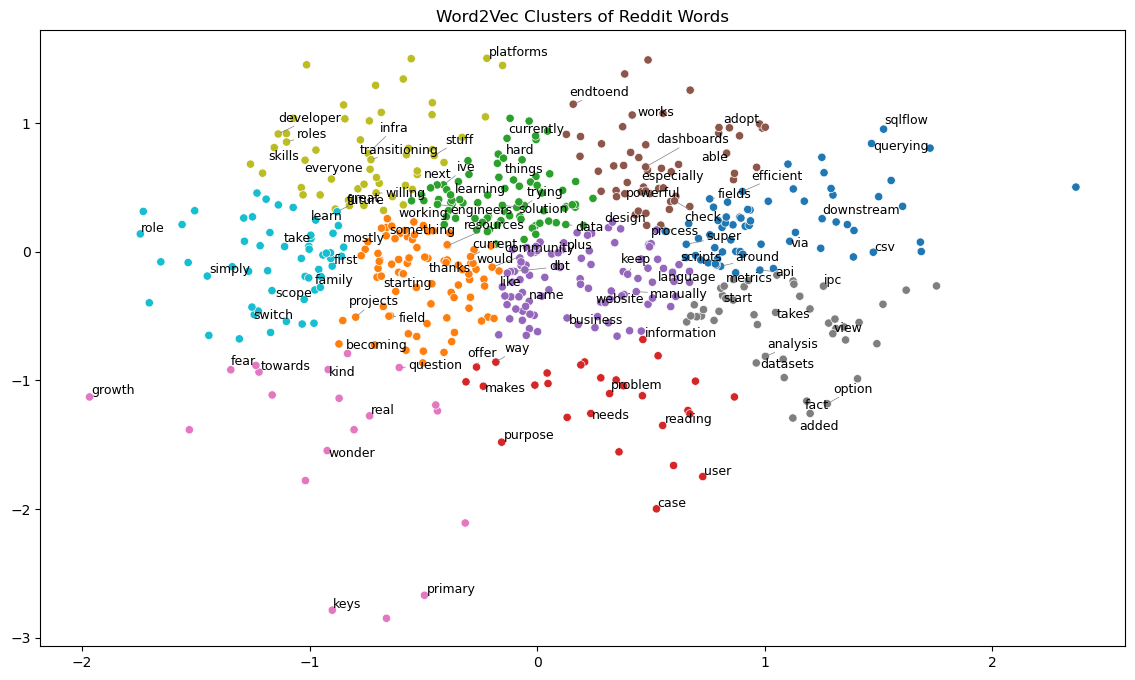 Word2Vec Clusters of Reddit Words
platforms
endtoend
works
developer
infra
currently
adopt
sqlflow
roles
stuff
dashboards
querying
skills
transitioning
hard
able
everyone
next
ive
things
especially
efficient
future
willing
learning
trying
powerful
fields
learn
working
engineers
solution
design
check
downstream
role
take
mostly
something
resources
data
process
super
via
csv
current
community
plus
simply
family
first
thanks
would
dbt
keep
scripts
around
starting
like
language
metrics
api
ipc
scope
projects
name
website
manually
start
switch
field
business
information
takes
view
becoming
offer
way
analysis
fear
towards
kind
question
datasets
growth
makes
problem
option
real
needs
reading
fact
added
wonder
purpose
user
case
keys
primary
1
0
−1
−2
−3
−2
−1
0
1
2